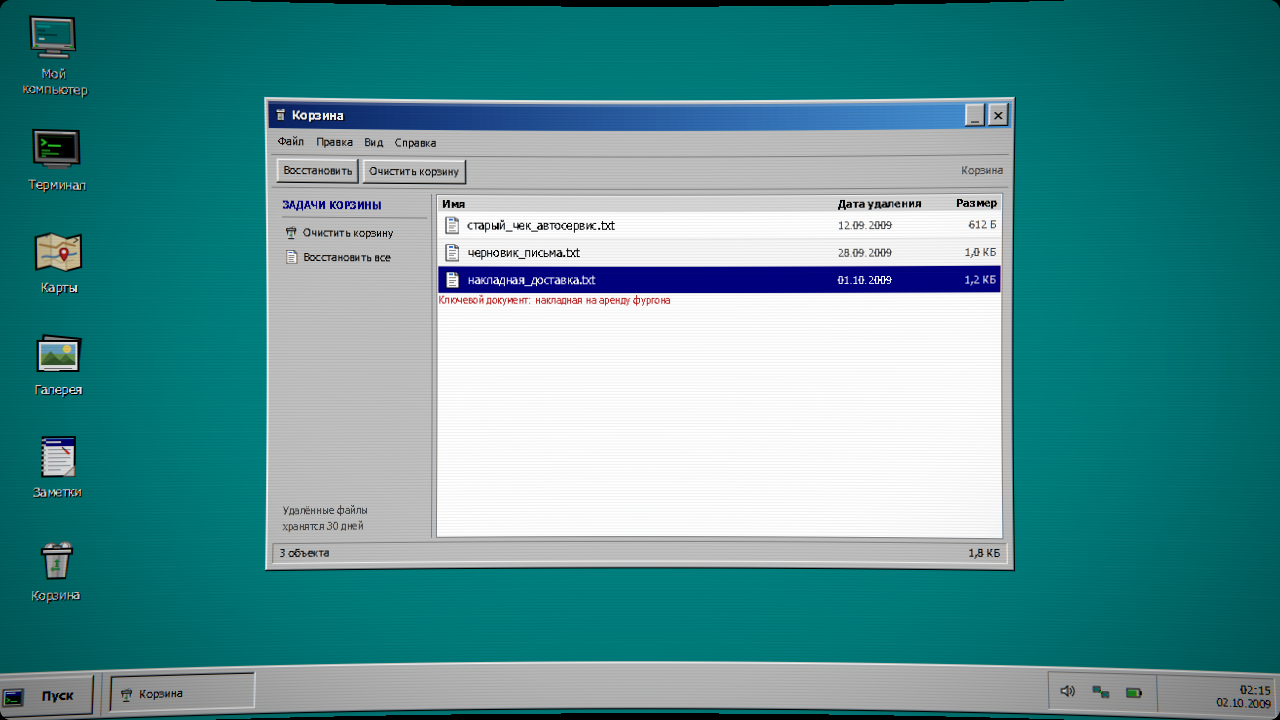 Мой
компьютер
Терминал
Карты
Галерея
Заметки
Корзина
Корзина
Файл Правка Вид Справка
Восстановить Очистить корзину Корзина
ЗАДАЧИ КОРЗИНЫ
Очистить корзину
Восстановить все
Удалённые файлы
хранятся 30 дней
Имя Дата удаления Размер
старый_чек_автосервис.txt 12.09.2009 612 Б
черновик_письма.txt 28.09.2009 1,0 КБ
накладная_доставка.txt 01.10.2009 1,2 КБ
Ключевой документ: накладная на аренду фургона
3 объекта 1,8 КБ
Пуск Корзина 02:15
02.10.2009